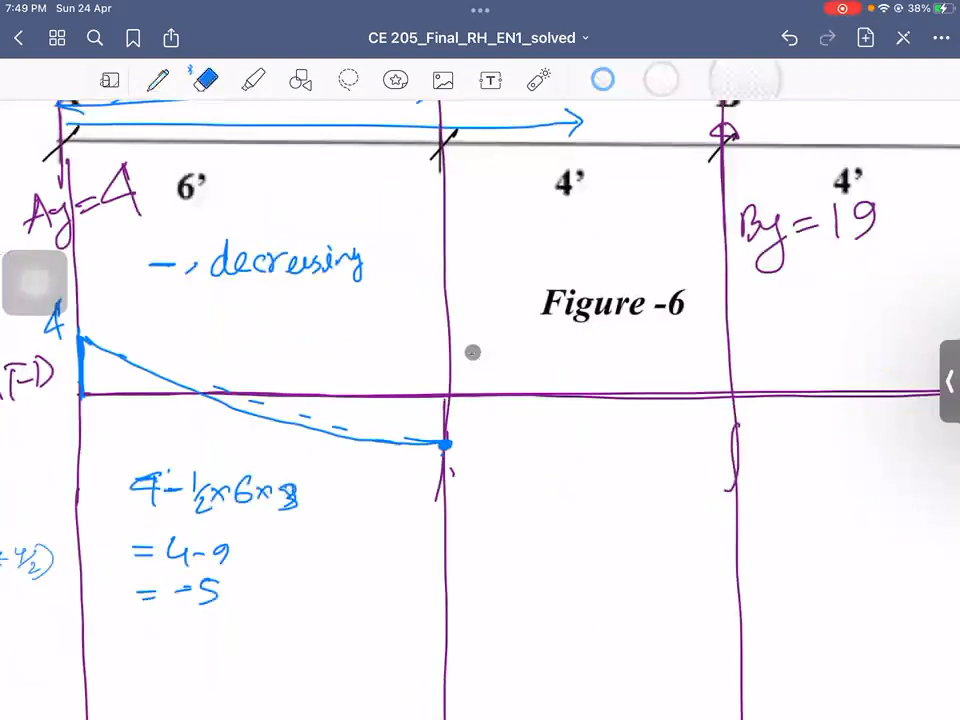 7:49 PM Sun 24 Apr
38%
CE 205_Final_RH_EN1_solved
6'
4'
4'
Ay=4
By=19
-, decreasing
Figure -6
4
4-1/2×6×3
=4-9
= -5